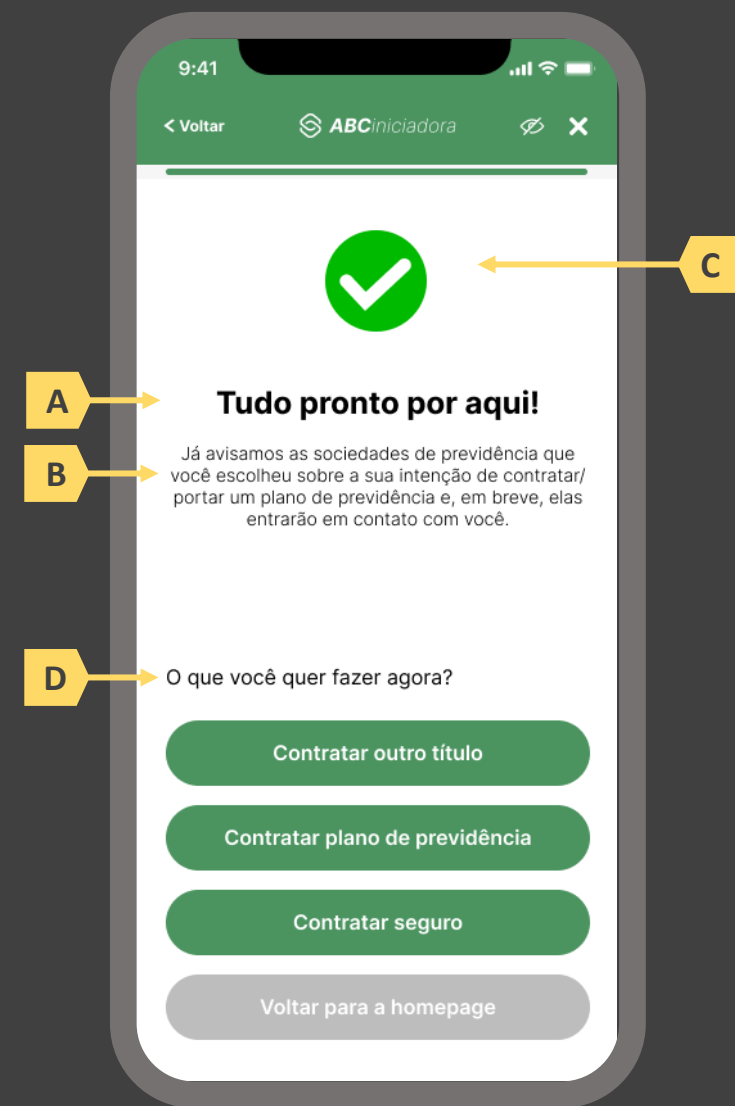 9:41
< Voltar
ABCiniciadora
C
A
Tudo pronto por aqui!
B
Já avisamos as sociedades de previdência que
você escolheu sobre a sua intenção de contratar/
portar um plano de previdência e, em breve, elas
entrarão em contato com você.
D
O que você quer fazer agora?
Contratar outro título
Contratar plano de previdência
Contratar seguro
Voltar para a homepage